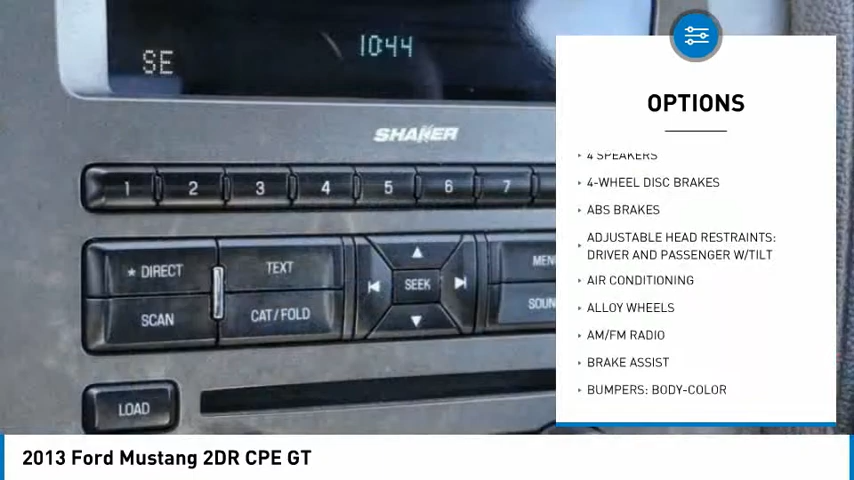 SE
10:44
SHAKER
1 2 3 4 5 6 7
★ DIRECT
TEXT
SCAN
CAT/FOLD
SEEK
LOAD
OPTIONS
4 SPEAKERS
4-WHEEL DISC BRAKES
ABS BRAKES
ADJUSTABLE HEAD RESTRAINTS:
DRIVER AND PASSENGER W/TILT
AIR CONDITIONING
ALLOY WHEELS
AM/FM RADIO
BRAKE ASSIST
BUMPERS: BODY-COLOR
2013 Ford Mustang 2DR CPE GT